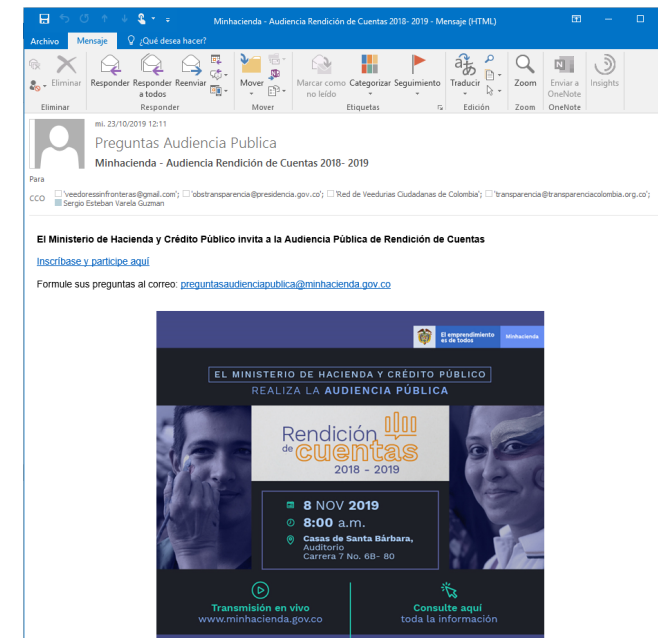 Minhacienda - Audiencia Rendición de Cuentas 2018- 2019 - Mensaje (HTML)
Archivo Mensaje ¿Qué desea hacer?
Eliminar
Responder
Responder a todos
Reenviar
Mover
Marcar como no leído
Categorizar
Seguimiento
Traducir
Zoom
Enviar a OneNote
Insights
Eliminar Responder Mover Etiquetas Edición Zoom OneNote
mi. 23/10/2019 12:11
Preguntas Audiencia Publica
Minhacienda - Audiencia Rendición de Cuentas 2018- 2019
Para
CCO 'veedoressinfronteras@gmail.com'; 'obstransparencia@presidencia.gov.co'; 'Red de Veedurias Ciudadanas de Colombia'; 'transparencia@transparenciacolombia.org.co';
Sergio Esteban Varela Guzman
El Ministerio de Hacienda y Crédito Público invita a la Audiencia Pública de Rendición de Cuentas
Inscríbase y participe aquí
Formule sus preguntas al correo: preguntasaudienciapublica@minhacienda.gov.co
El emprendimiento
es de todos
Minhacienda
EL MINISTERIO DE HACIENDA Y CRÉDITO PÚBLICO
REALIZA LA AUDIENCIA PÚBLICA
Rendición
de cuentas
2018 - 2019
8 NOV 2019
8:00 a.m.
Casas de Santa Bárbara,
Auditorio
Carrera 7 No. 6B- 80
Transmisión en vivo
www.minhacienda.gov.co
Consulte aquí
toda la información